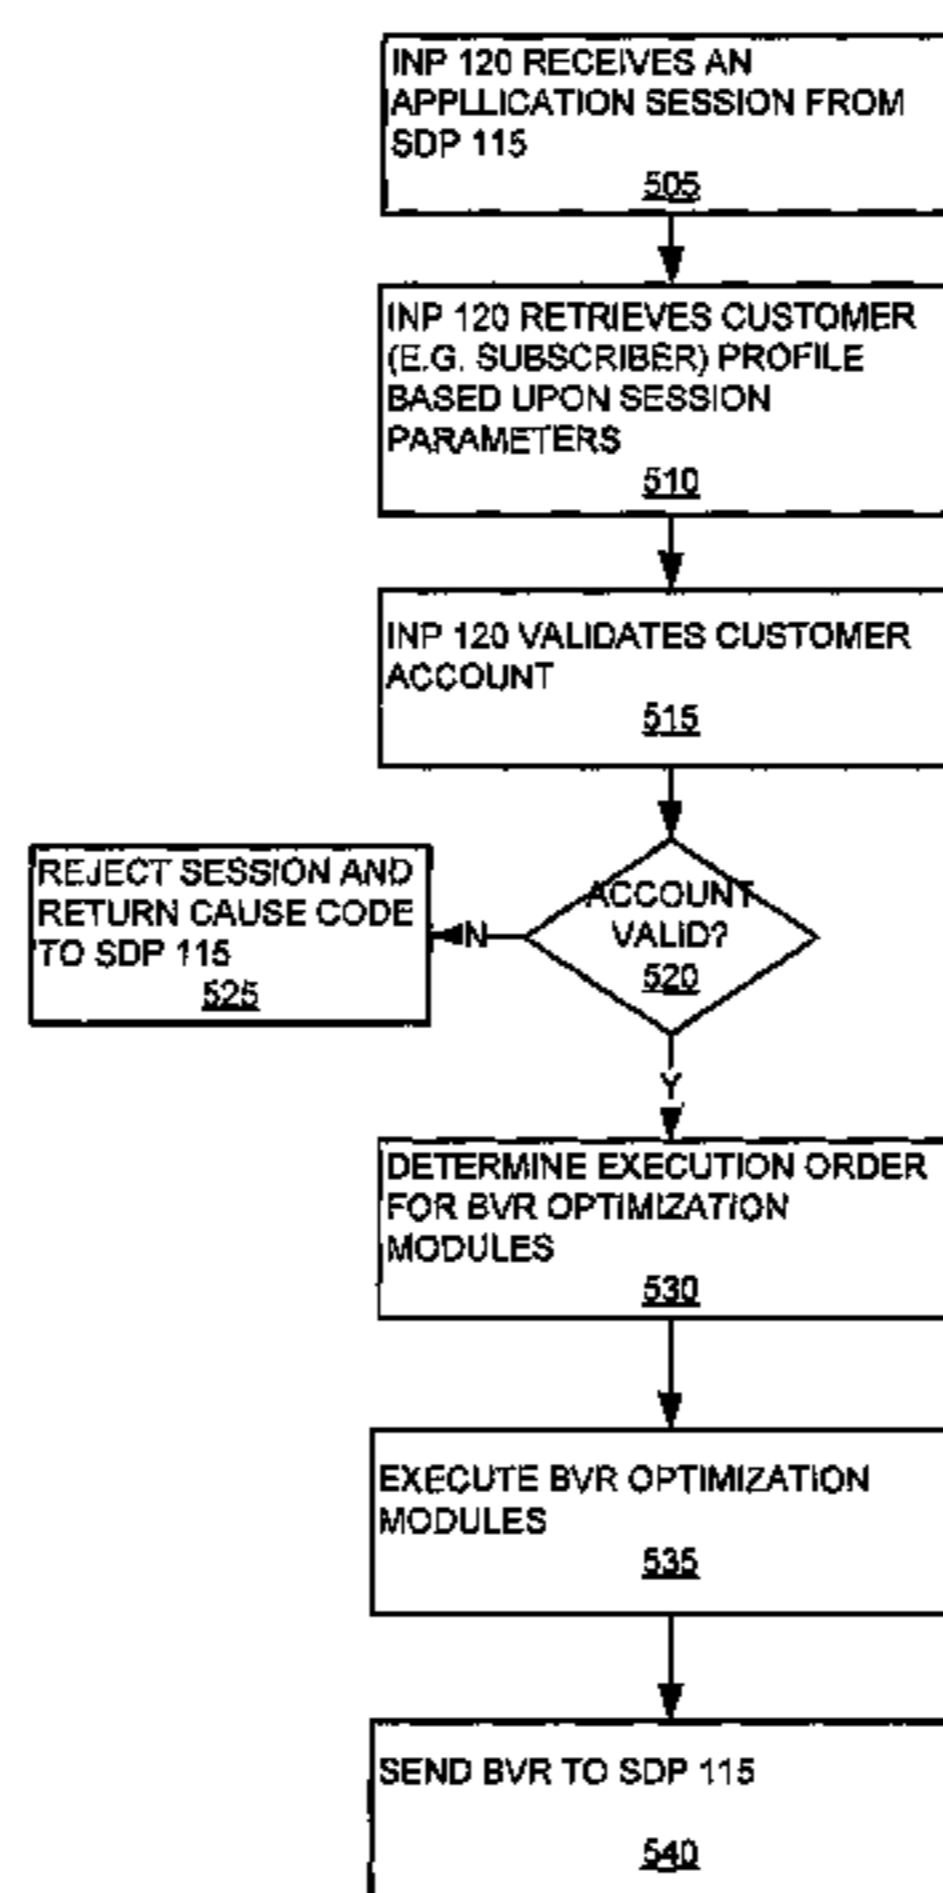 INP 120 RECEIVES AN
APPLLICATION SESSION FROM
SDP 115
505
INP 120 RETRIEVES CUSTOMER
(E.G. SUBSCRIBER) PROFILE
BASED UPON SESSION
PARAMETERS
510
INP 120 VALIDATES CUSTOMER
ACCOUNT
515
ACCOUNT
VALID?
520
N
REJECT SESSION AND
RETURN CAUSE CODE
TO SDP 115
525
Y
DETERMINE EXECUTION ORDER
FOR BVR OPTIMIZATION
MODULES
530
EXECUTE BVR OPTIMIZATION
MODULES
535
SEND BVR TO SDP 115
540